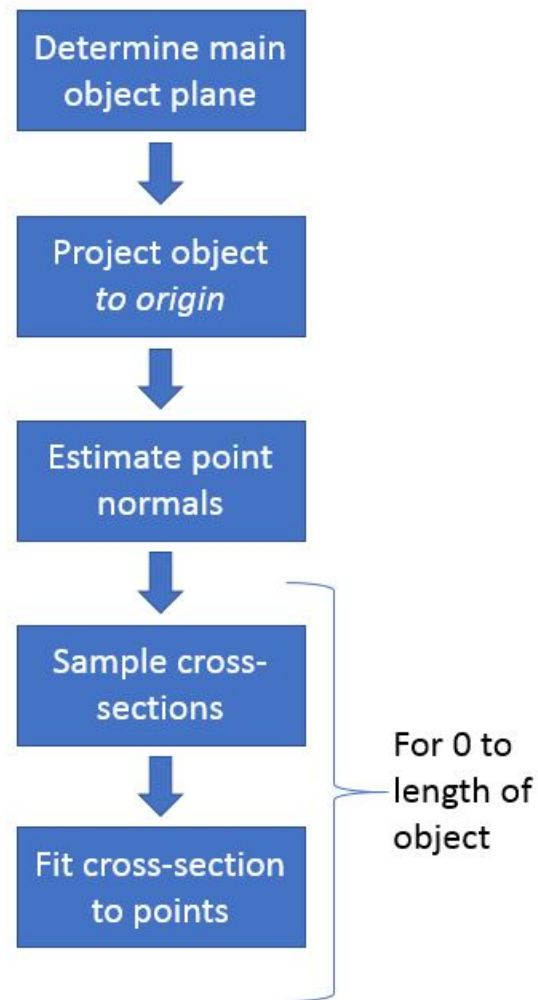 Determine main
object plane
Project object
to origin
Estimate point
normals
Sample cross-
sections
For 0 to
length of
object
Fit cross-section
to points